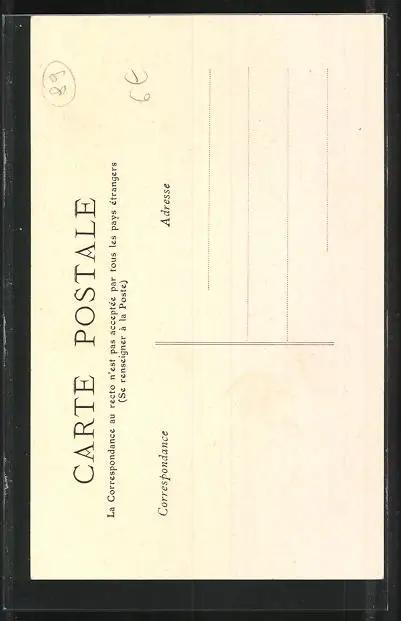 89
6€
CARTE POSTALE
La Correspondance au recto n'est pas acceptée par tous les pays étrangers
(Se renseigner à la Poste)
Correspondance
Adresse